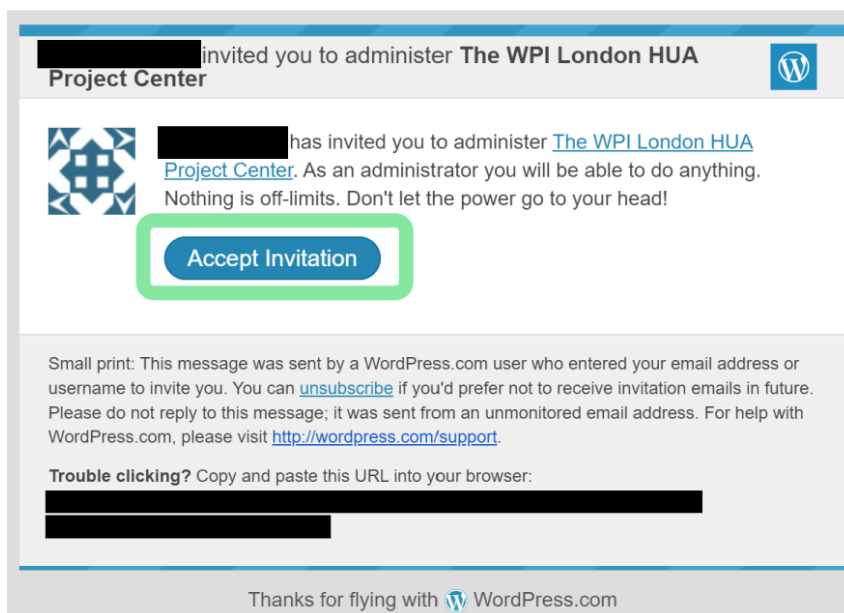 invited you to administer The WPI London HUA
Project Center
has invited you to administer The WPI London HUA
Project Center. As an administrator you will be able to do anything.
Nothing is off-limits. Don't let the power go to your head!
Accept Invitation
Small print: This message was sent by a WordPress.com user who entered your email address or
username to invite you. You can unsubscribe if you'd prefer not to receive invitation emails in future.
Please do not reply to this message; it was sent from an unmonitored email address. For help with
WordPress.com, please visit http://wordpress.com/support.
Trouble clicking? Copy and paste this URL into your browser:
Thanks for flying with WordPress.com